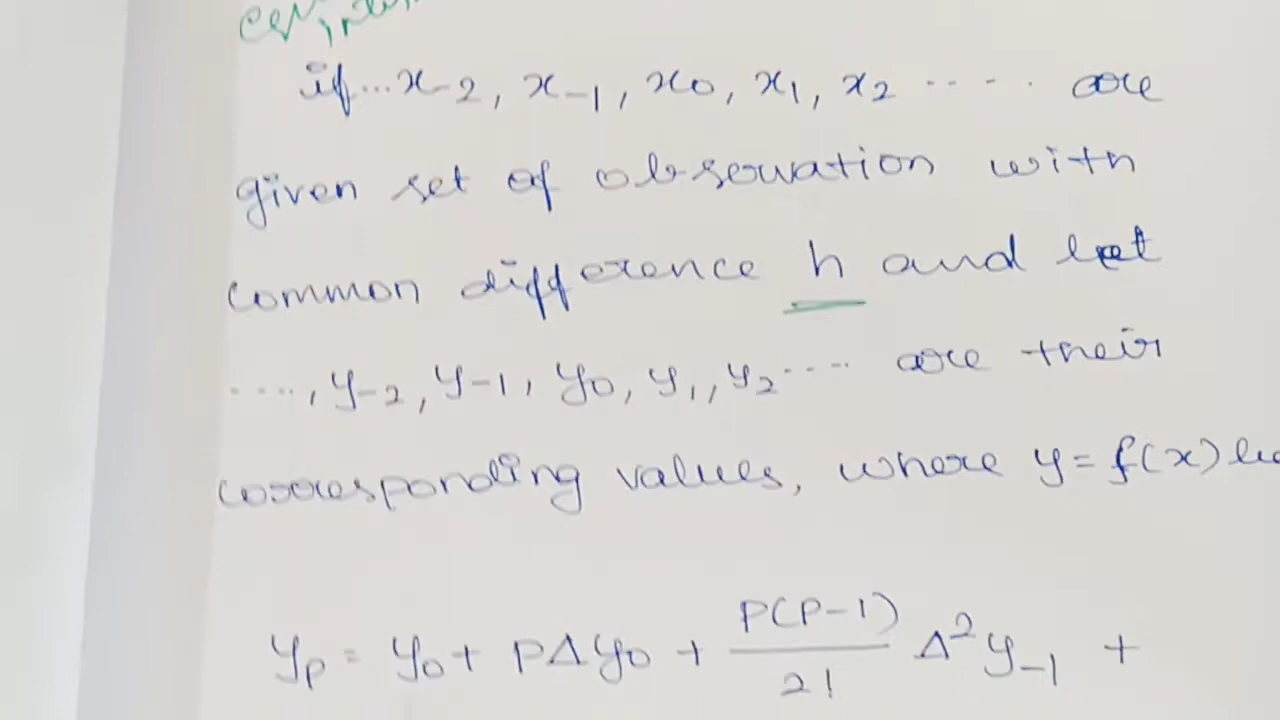 if...x-2, x-1, x0, x1, x2 ..... are
given set of observation with
common difference h and let
...., y-2, y-1, y0, y1, y2 .... are their
corresponding values, where y = f(x)
yp = y0 + PΔy0 + P(P-1)/2! Δ²y-1 +